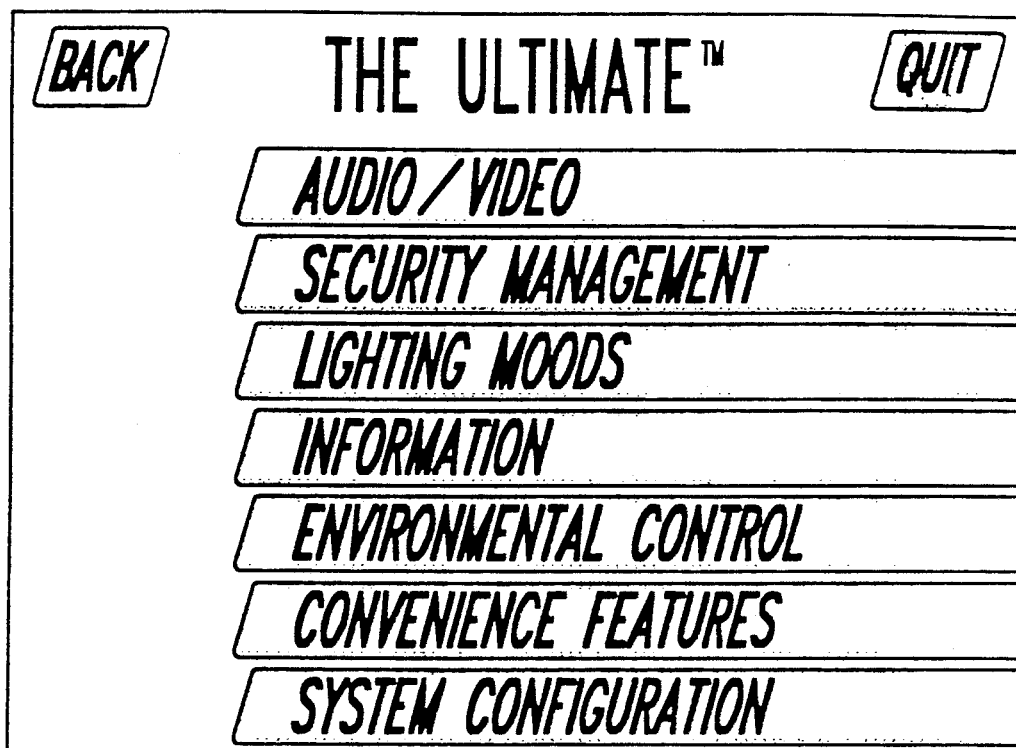 BACK THE ULTIMATE™ QUIT
AUDIO / VIDEO
SECURITY MANAGEMENT
LIGHTING MOODS
INFORMATION
ENVIRONMENTAL CONTROL
CONVENIENCE FEATURES
SYSTEM CONFIGURATION